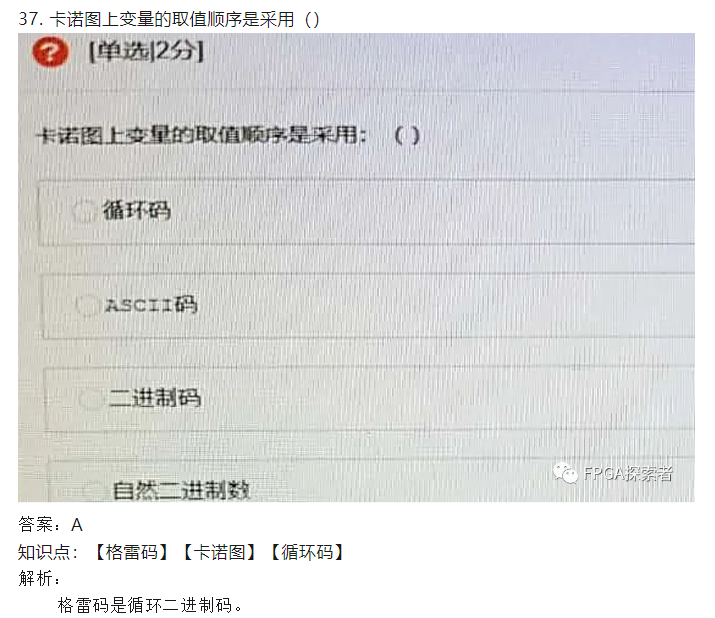 37. 卡诺图上变量的取值顺序是采用（）
[单选|2分]
卡诺图上变量的取值顺序是采用： （ ）
循环码
ASCII码
二进制码
自然二进制数
FPGA探索者
答案：A
知识点：【格雷码】【卡诺图】【循环码】
解析：
格雷码是循环二进制码。